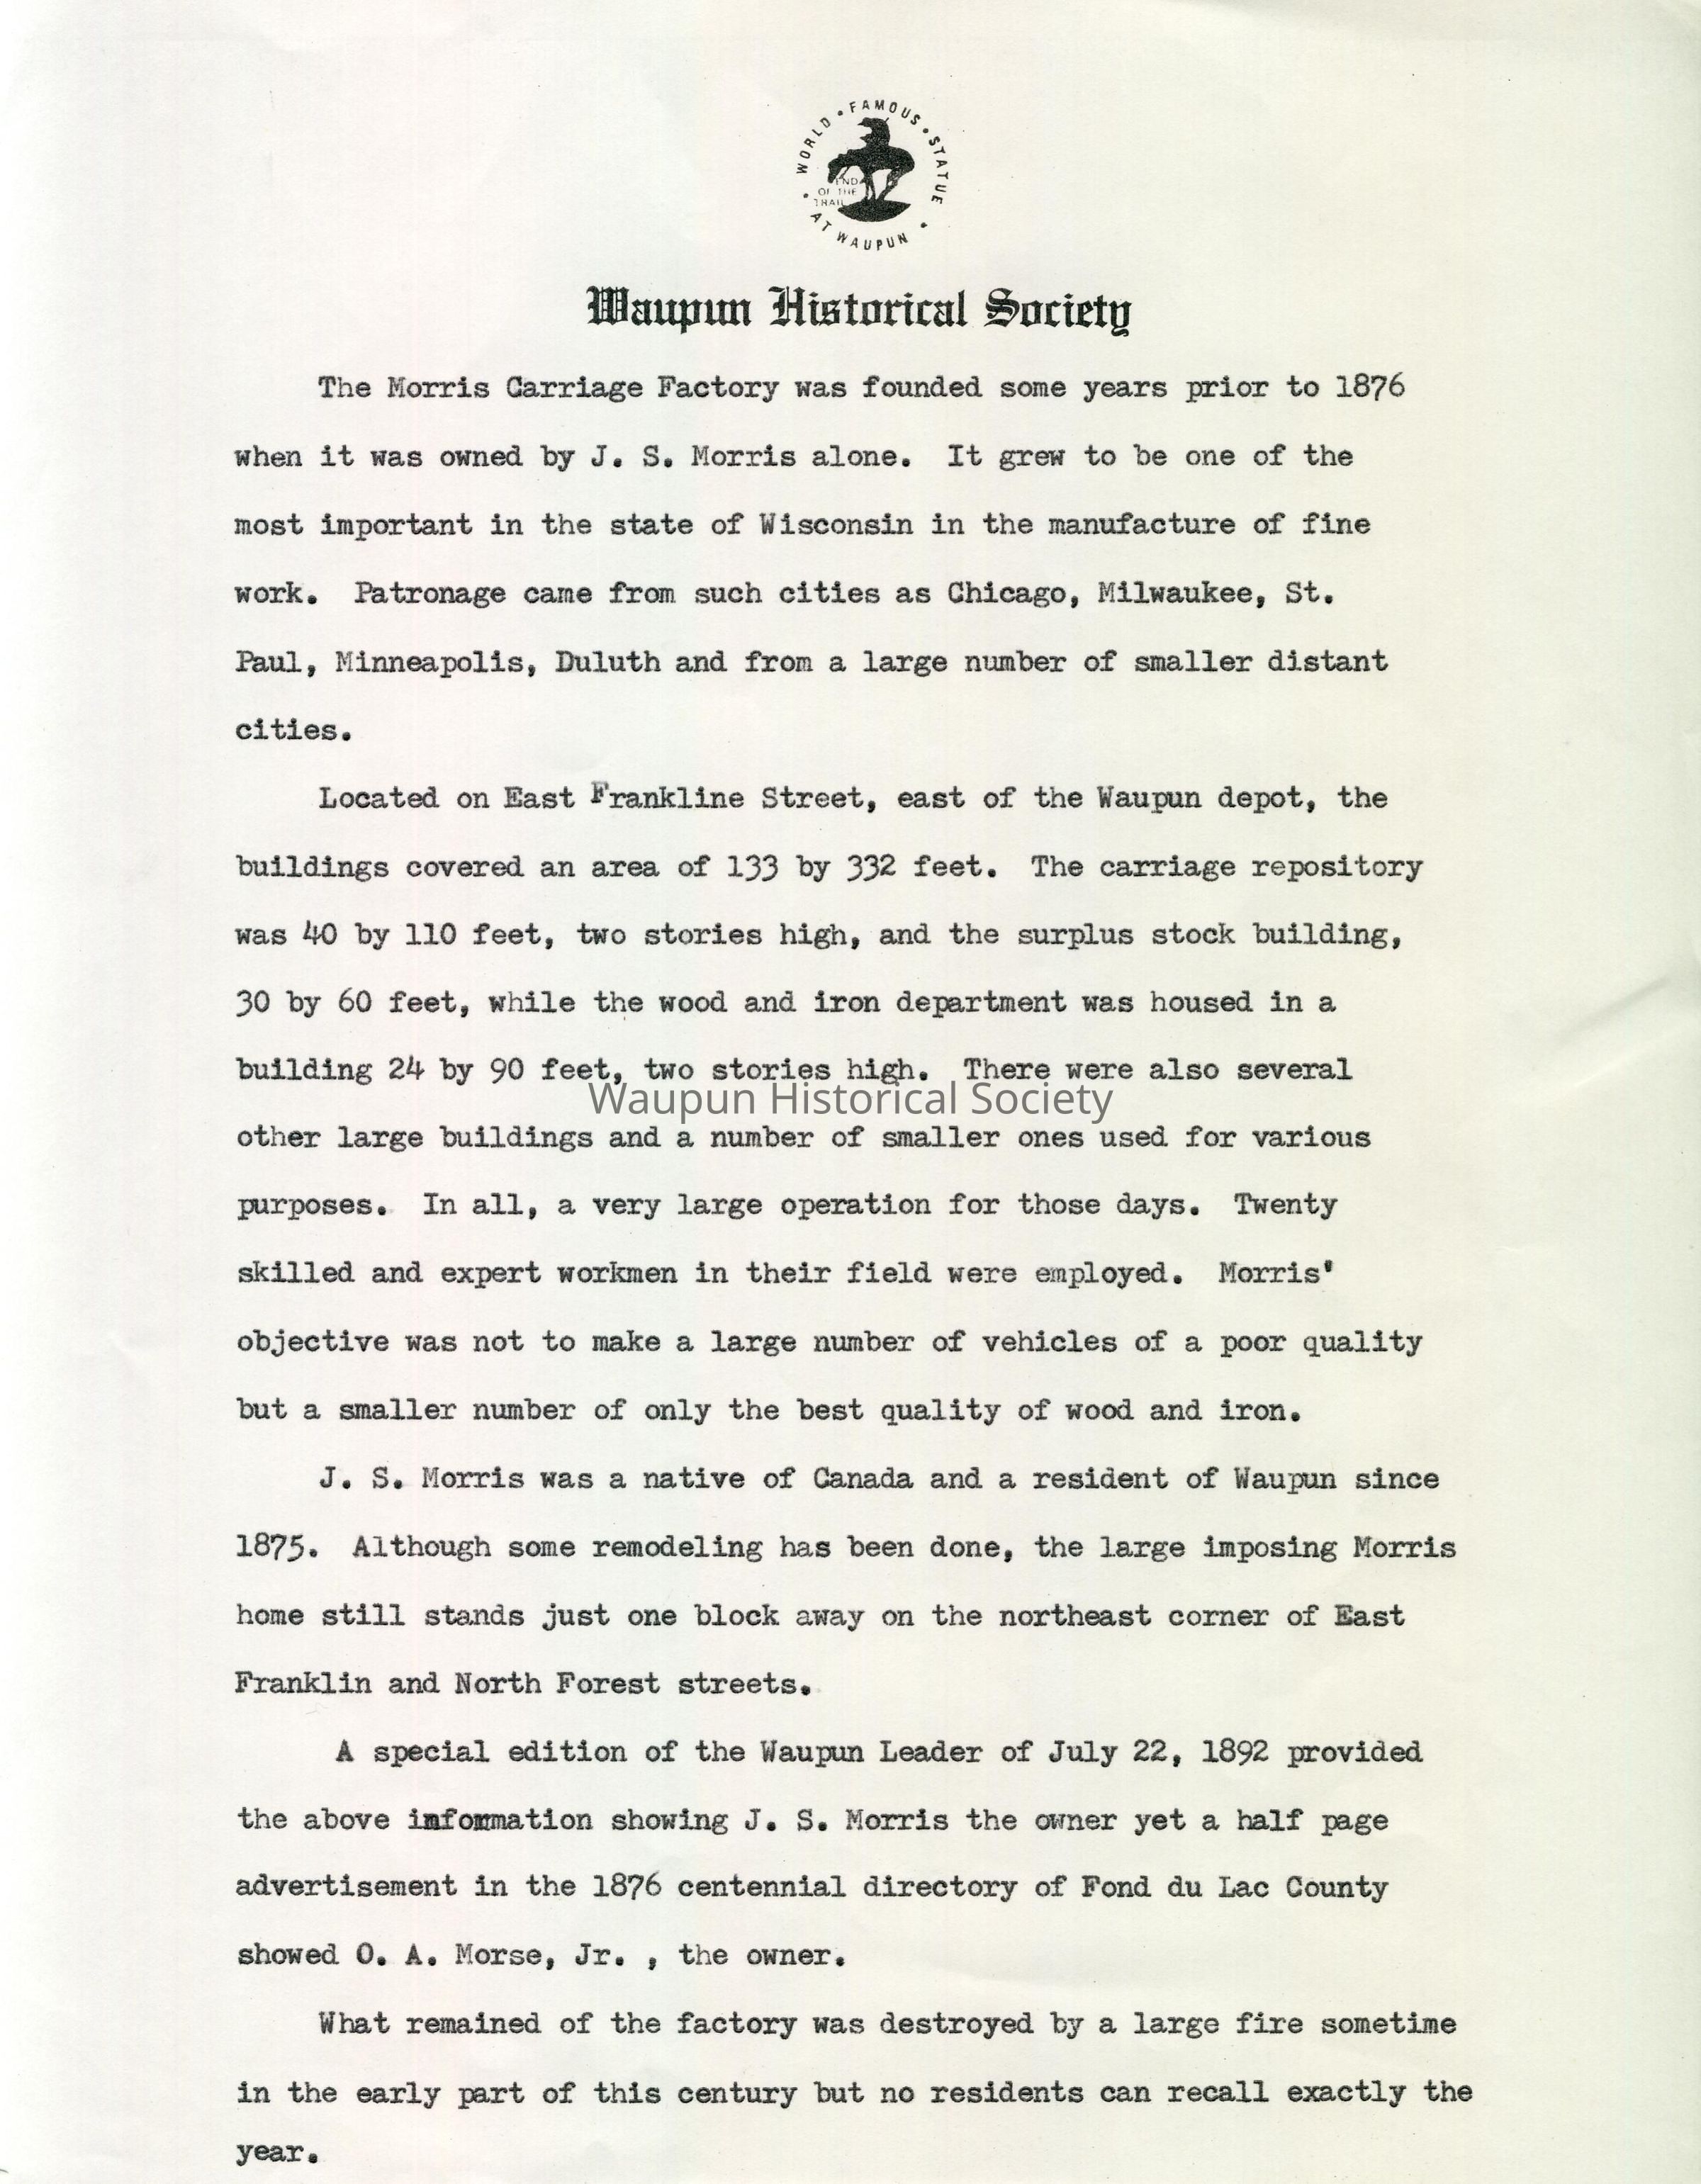 WORLD • FAMOUS • STATUE • AT WAUPUN •
END
OF THE
TRAIL
Waupun Historical Society
The Morris Carriage Factory was founded some years prior to 1876
when it was owned by J. S. Morris alone. It grew to be one of the
most important in the state of Wisconsin in the manufacture of fine
work. Patronage came from such cities as Chicago, Milwaukee, St.
Paul, Minneapolis, Duluth and from a large number of smaller distant
cities.
Located on East Frankline Street, east of the Waupun depot, the
buildings covered an area of 133 by 332 feet. The carriage repository
was 40 by 110 feet, two stories high, and the surplus stock building,
30 by 60 feet, while the wood and iron department was housed in a
building 24 by 90 feet, two stories high. There were also several
Waupun Historical Society
other large buildings and a number of smaller ones used for various
purposes. In all, a very large operation for those days. Twenty
skilled and expert workmen in their field were employed. Morris'
objective was not to make a large number of vehicles of a poor quality
but a smaller number of only the best quality of wood and iron.
J. S. Morris was a native of Canada and a resident of Waupun since
1875. Although some remodeling has been done, the large imposing Morris
home still stands just one block away on the northeast corner of East
Franklin and North Forest streets.
A special edition of the Waupun Leader of July 22, 1892 provided
the above information showing J. S. Morris the owner yet a half page
advertisement in the 1876 centennial directory of Fond du Lac County
showed O. A. Morse, Jr. , the owner.
What remained of the factory was destroyed by a large fire sometime
in the early part of this century but no residents can recall exactly the
year.